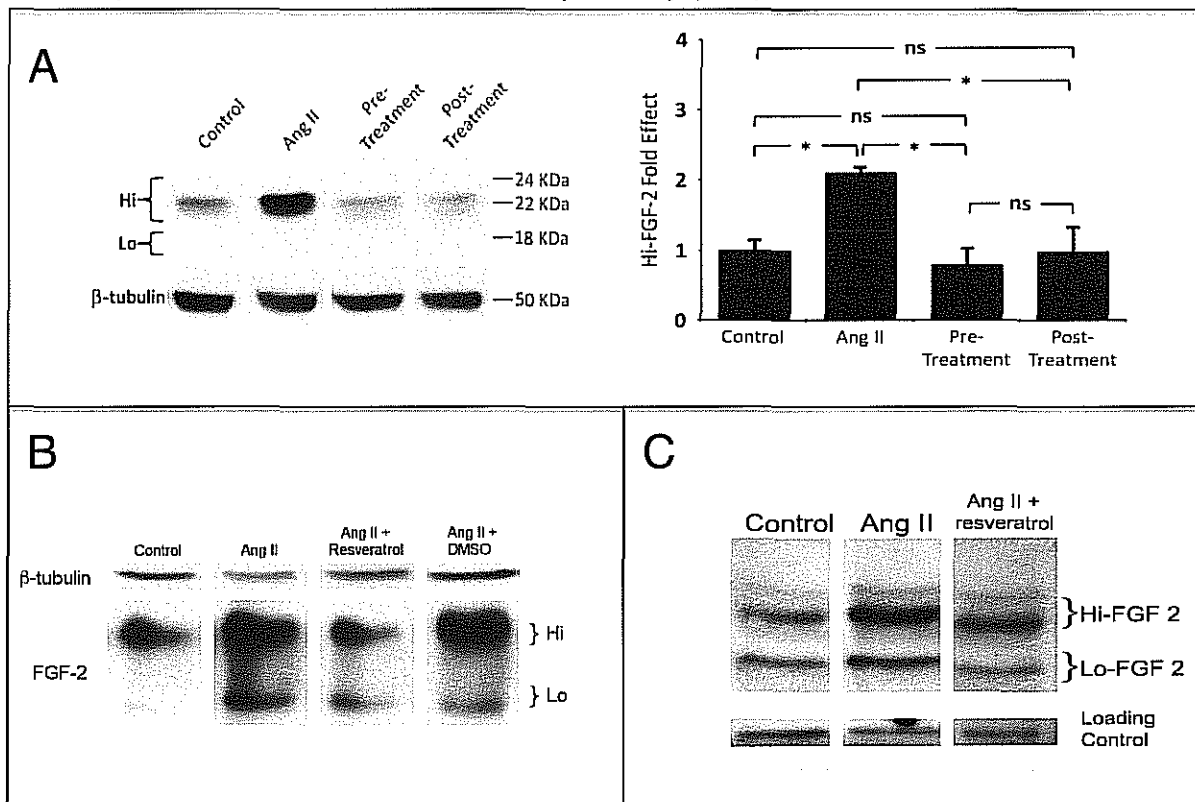 A
Control
Ang II
Pre-
Treatment
Post-
Treatment
Hi
Lo
β-tubulin
24 KDa
22 KDa
18 KDa
50 KDa
Hi-FGF-2 Fold Effect
4
3
2
1
0
ns
*
ns
* *
ns
Control
Ang II
Pre-
Treatment
Post-
Treatment
B
Control
Ang II
Ang II +
Resveratrol
Ang II +
DMSO
β-tubulin
FGF-2
Hi
Lo
C
Control
Ang II
Ang II +
resveratrol
Hi-FGF 2
Lo-FGF 2
Loading
Control